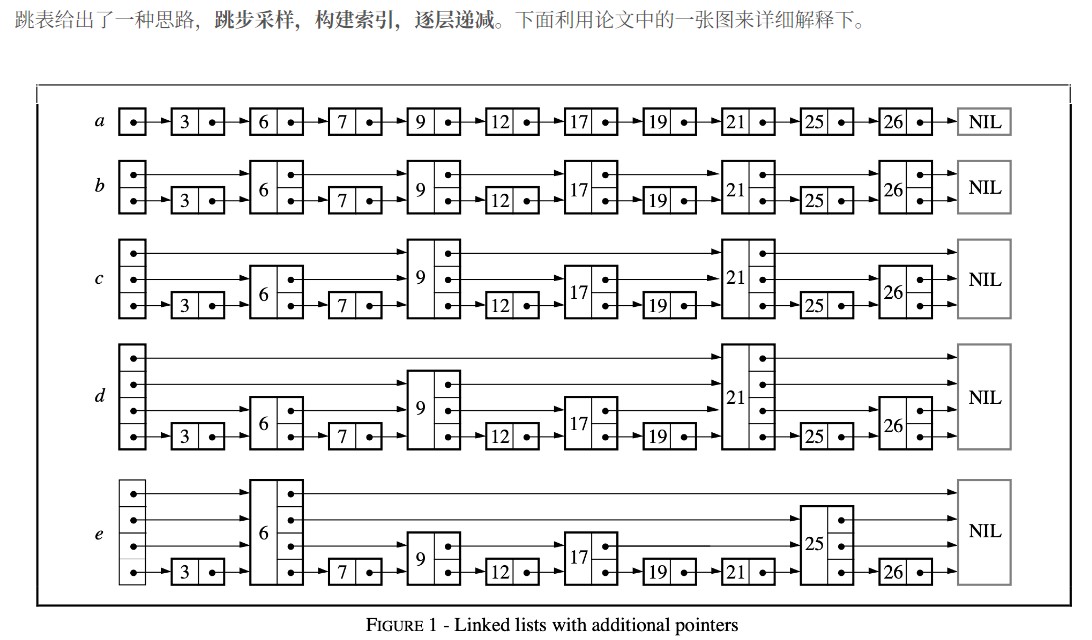 跳表给出了一种思路，跳步采样，构建索引，逐层递减。下面利用论文中的一张图来详细解释下。
a 3 6 7 9 12 17 19 21 25 26 NIL
b 3 6 7 9 12 17 19 21 25 26 NIL
c 3 6 7 9 12 17 19 21 25 26 NIL
d 3 6 7 9 12 17 19 21 25 26 NIL
e 3 6 7 9 12 17 19 21 25 26 NIL
FIGURE 1 - Linked lists with additional pointers